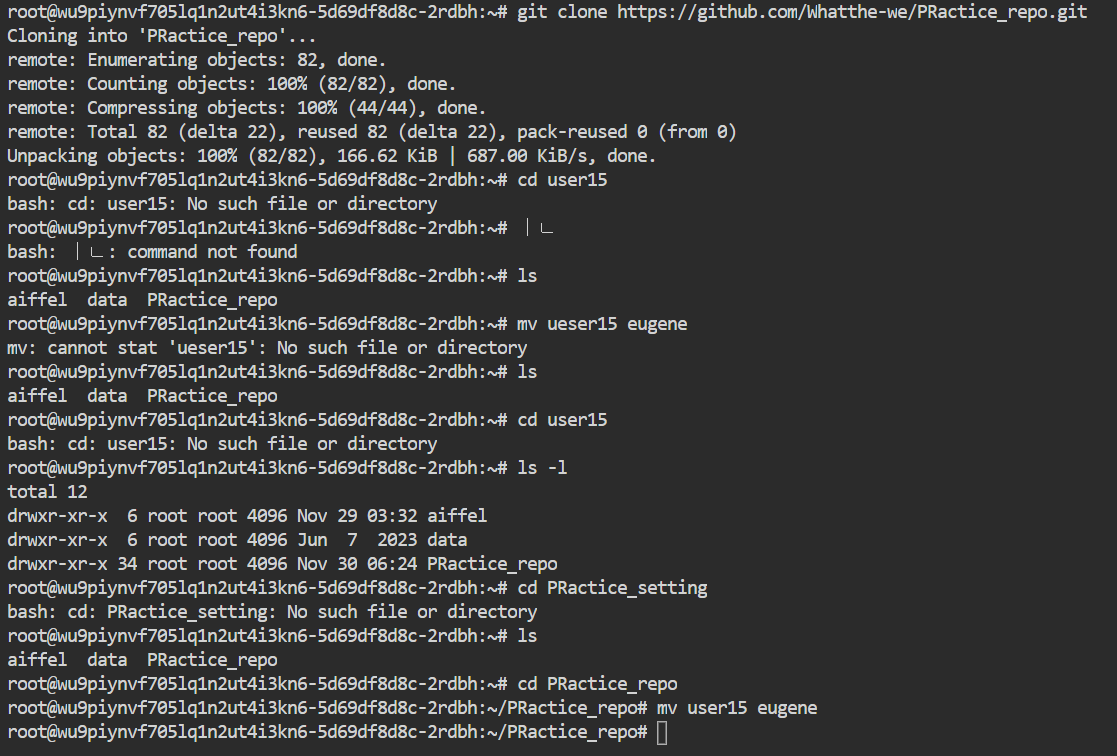 root@wu9piynvf705lq1n2ut4i3kn6-5d69df8d8c-2rdbh:~# git clone https://github.com/Whatthe-we/PRactice_repo.git
Cloning into 'PRactice_repo'...
remote: Enumerating objects: 82, done.
remote: Counting objects: 100% (82/82), done.
remote: Compressing objects: 100% (44/44), done.
remote: Total 82 (delta 22), reused 82 (delta 22), pack-reused 0 (from 0)
Unpacking objects: 100% (82/82), 166.62 KiB | 687.00 KiB/s, done.
root@wu9piynvf705lq1n2ut4i3kn6-5d69df8d8c-2rdbh:~# cd user15
bash: cd: user15: No such file or directory
root@wu9piynvf705lq1n2ut4i3kn6-5d69df8d8c-2rdbh:~# ㅣㄴ
bash: ㅣㄴ: command not found
root@wu9piynvf705lq1n2ut4i3kn6-5d69df8d8c-2rdbh:~# ls
aiffel  data  PRactice_repo
root@wu9piynvf705lq1n2ut4i3kn6-5d69df8d8c-2rdbh:~# mv ueser15 eugene
mv: cannot stat 'ueser15': No such file or directory
root@wu9piynvf705lq1n2ut4i3kn6-5d69df8d8c-2rdbh:~# ls
aiffel  data  PRactice_repo
root@wu9piynvf705lq1n2ut4i3kn6-5d69df8d8c-2rdbh:~# cd user15
bash: cd: user15: No such file or directory
root@wu9piynvf705lq1n2ut4i3kn6-5d69df8d8c-2rdbh:~# ls -l
total 12
drwxr-xr-x  6 root root 4096 Nov 29 03:32 aiffel
drwxr-xr-x  6 root root 4096 Jun  7  2023 data
drwxr-xr-x 34 root root 4096 Nov 30 06:24 PRactice_repo
root@wu9piynvf705lq1n2ut4i3kn6-5d69df8d8c-2rdbh:~# cd PRactice_setting
bash: cd: PRactice_setting: No such file or directory
root@wu9piynvf705lq1n2ut4i3kn6-5d69df8d8c-2rdbh:~# ls
aiffel  data  PRactice_repo
root@wu9piynvf705lq1n2ut4i3kn6-5d69df8d8c-2rdbh:~# cd PRactice_repo
root@wu9piynvf705lq1n2ut4i3kn6-5d69df8d8c-2rdbh:~/PRactice_repo# mv user15 eugene
root@wu9piynvf705lq1n2ut4i3kn6-5d69df8d8c-2rdbh:~/PRactice_repo#